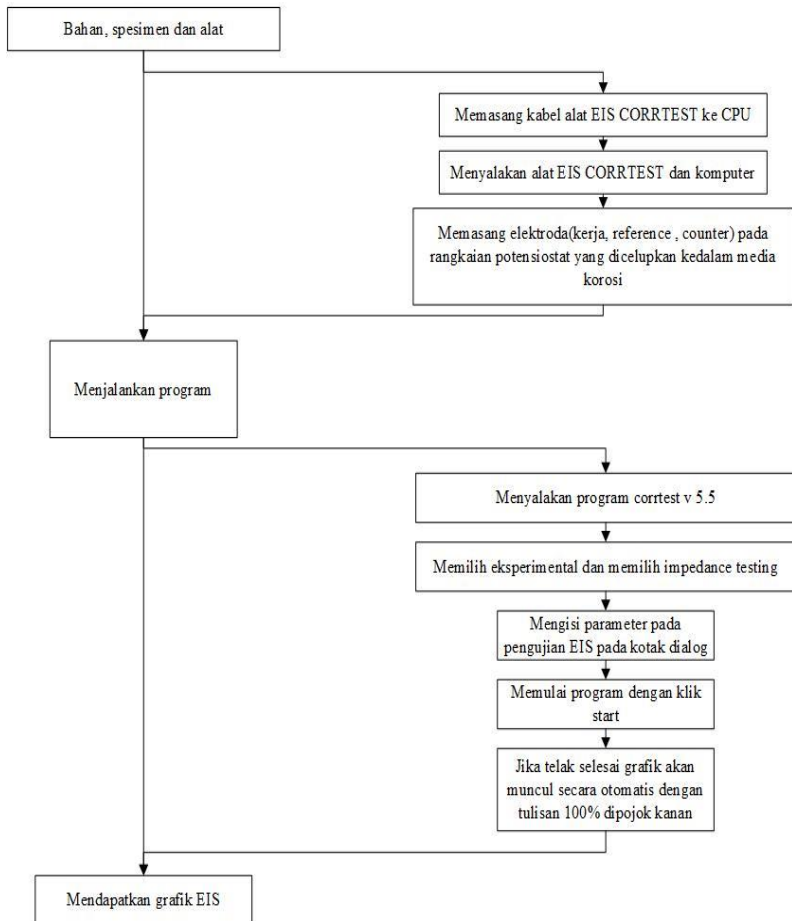 Bahan, spesimen dan alat
Memasang kabel alat EIS CORRTEST ke CPU
Menyalakan alat EIS CORRTEST dan komputer
Memasang elektroda(kerja, reference , counter) pada
rangkaian potensiostat yang dicelupkan kedalam media
korosi
Menjalankan program
Menyalakan program corrtest v 5.5
Memilih eksperimental dan memilih impedance testing
Mengisi parameter pada
pengujian EIS pada kotak dialog
Memulai program dengan klik
start
Jika telak selesai grafik akan
muncul secara otomatis dengan
tulisan 100% dipojok kanan
Mendapatkan grafik EIS